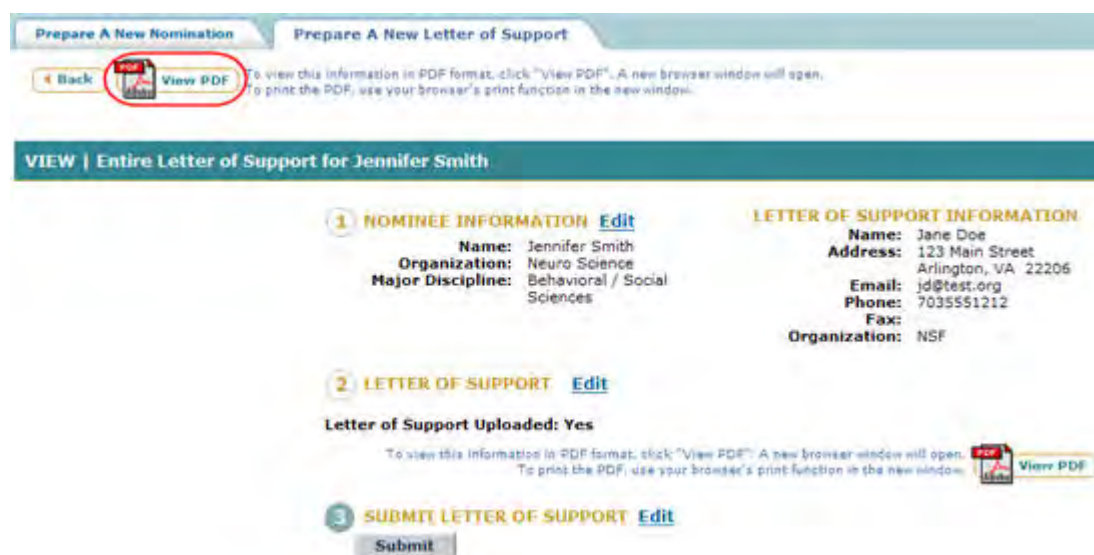 Prepare A New Nomination
Prepare A New Letter of Support
Back
PDF
View PDF
To view this information in PDF format, click "View PDF". A new browser window will open.
To print the PDF, use your browser's print function in the new window.
VIEW | Entire Letter of Support for Jennifer Smith
1 NOMINEE INFORMATION Edit
Name: Jennifer Smith
Organization: Neuro Science
Major Discipline: Behavioral / Social
Sciences
LETTER OF SUPPORT INFORMATION
Name: Jane Doe
Address: 123 Main Street
Arlington, VA 22206
Email: jd@test.org
Phone: 7035551212
Fax:
Organization: NSF
2 LETTER OF SUPPORT Edit
Letter of Support Uploaded: Yes
To view this information in PDF format, click "View PDF". A new browser window will open.
To print the PDF, use your browser's print function in the new window.
PDF
View PDF
3 SUBMIT LETTER OF SUPPORT Edit
Submit